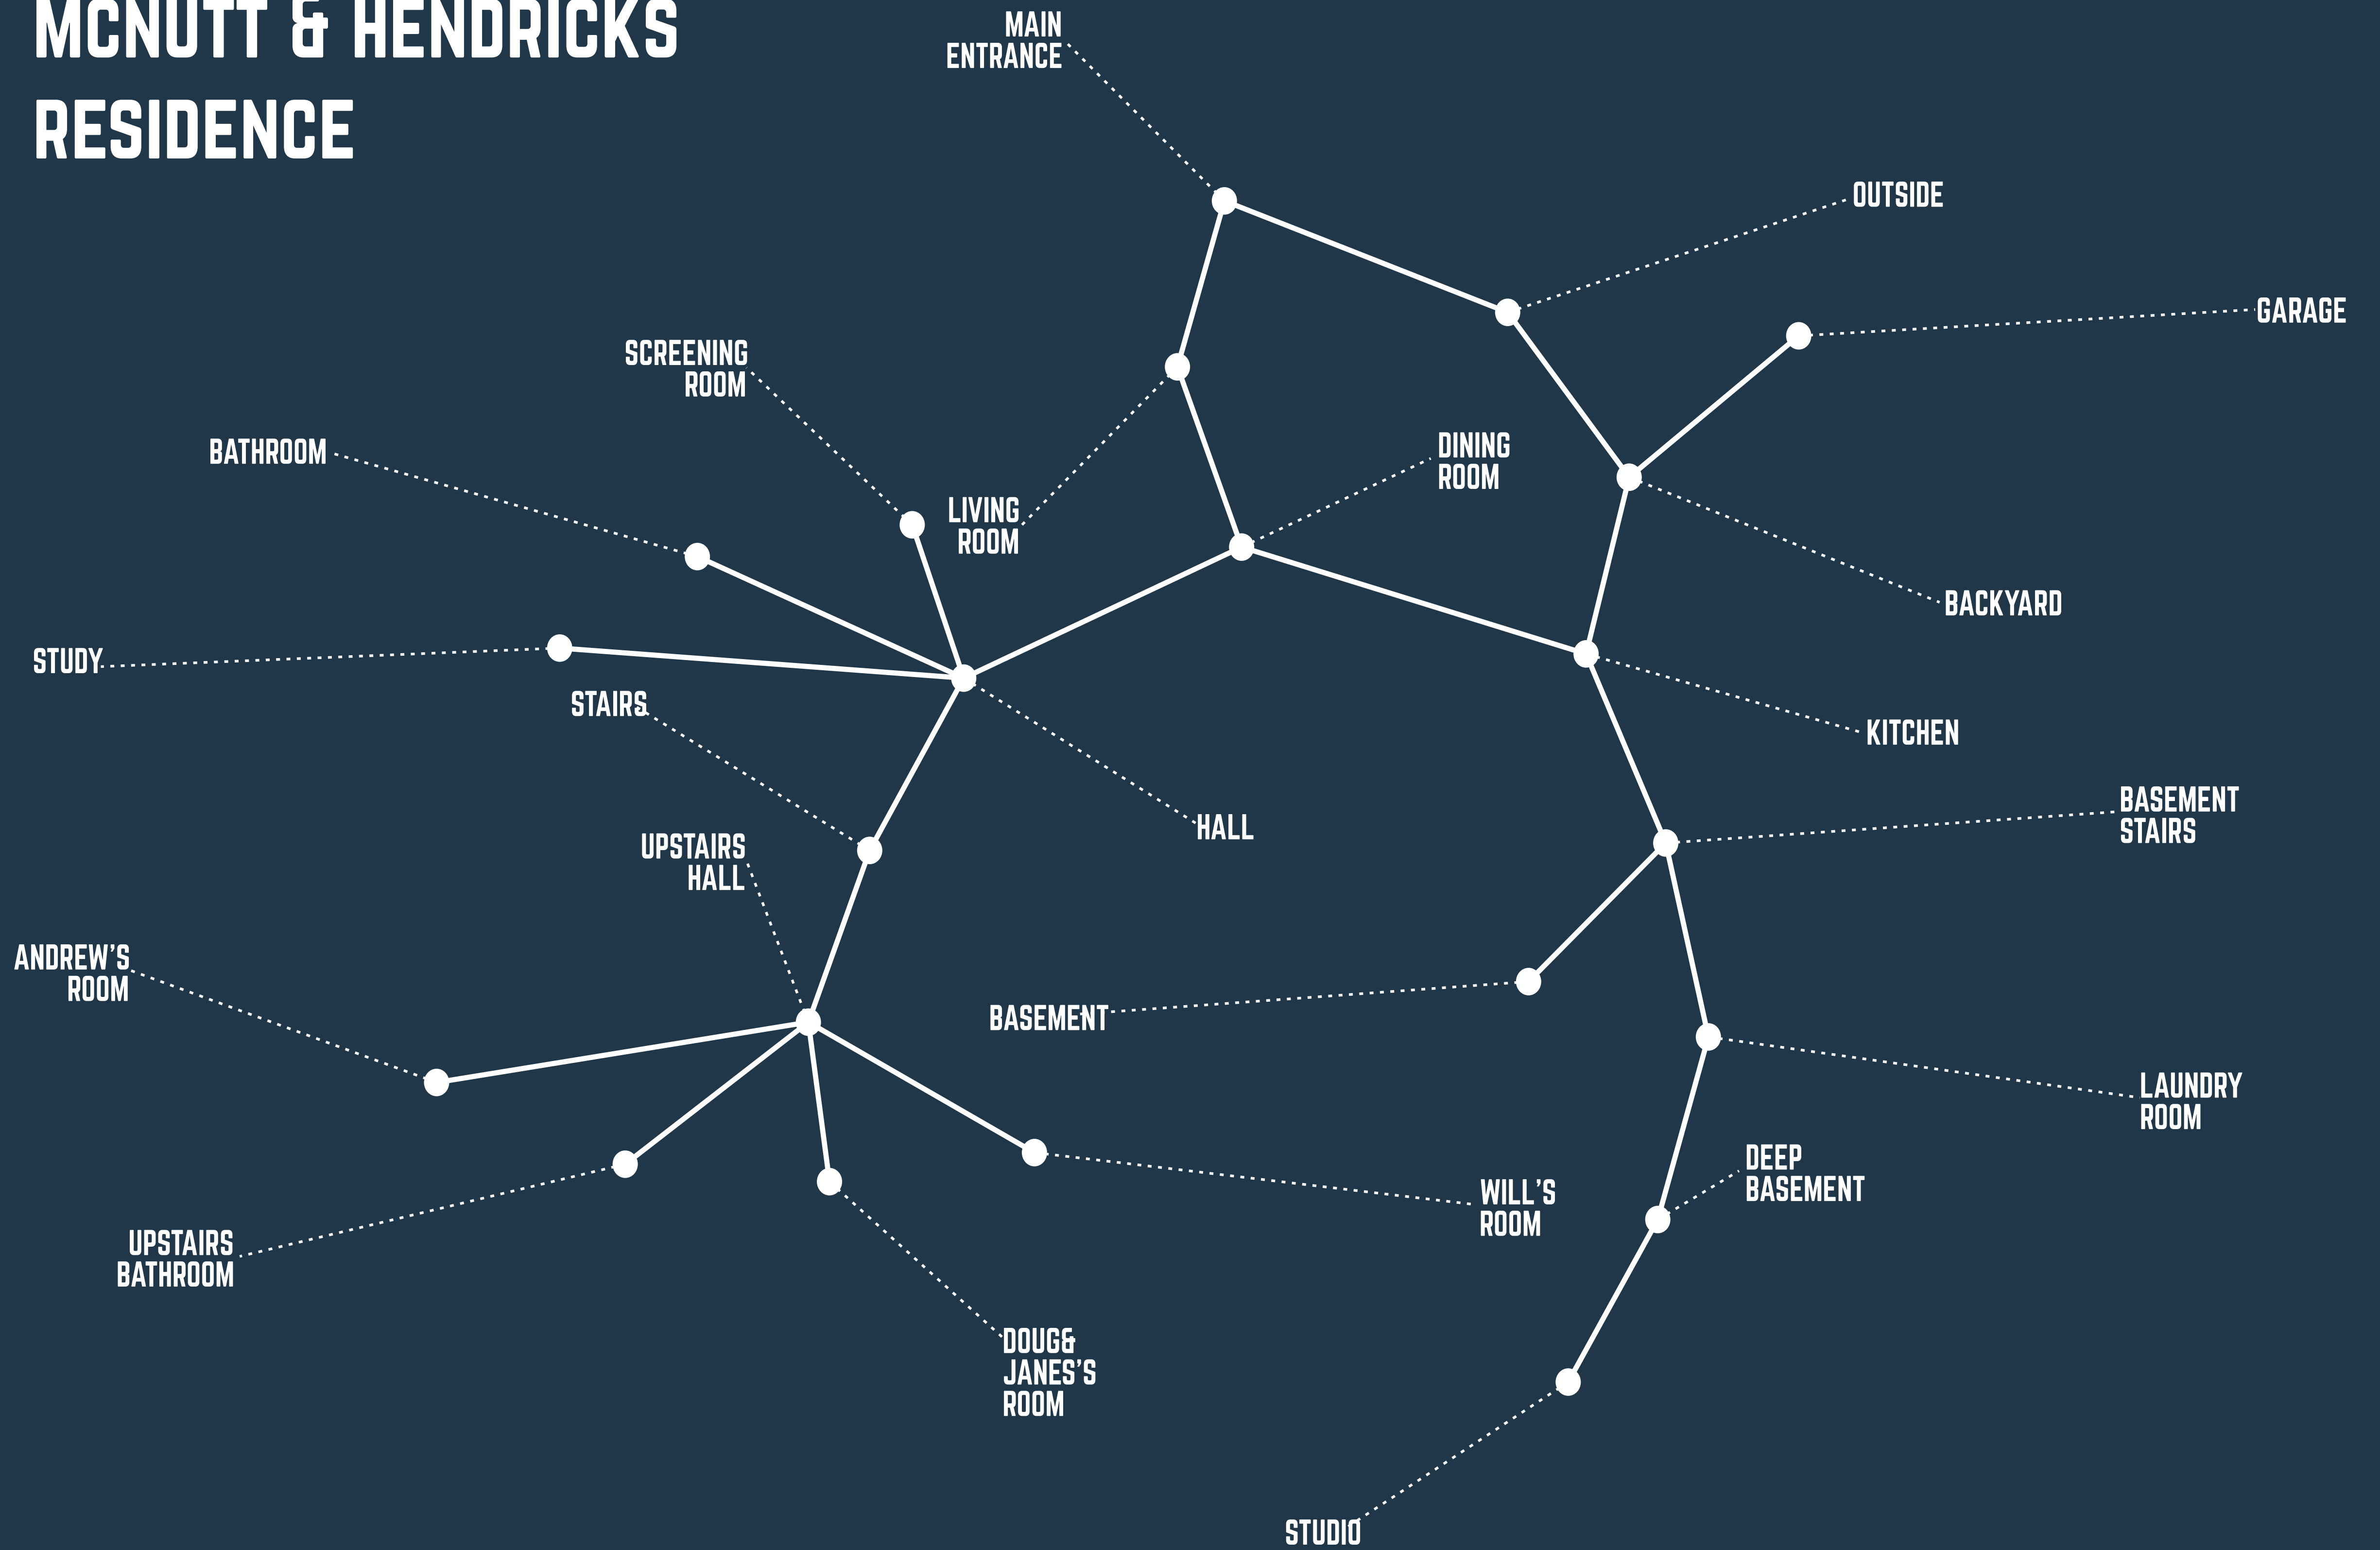 MCNUTT & HENDRICKS
RESIDENCE
MAIN
ENTRANCE
OUTSIDE
GARAGE
SCREENING
ROOM
BATHROOM
LIVING
ROOM
DINING
ROOM
BACKYARD
STUDY
STAIRS
KITCHEN
HALL
BASEMENT
STAIRS
UPSTAIRS
HALL
ANDREW'S
ROOM
BASEMENT
LAUNDRY
ROOM
DEEP
BASEMENT
WILL'S
ROOM
UPSTAIRS
BATHROOM
DOUG&
JANES'S
ROOM
STUDIO